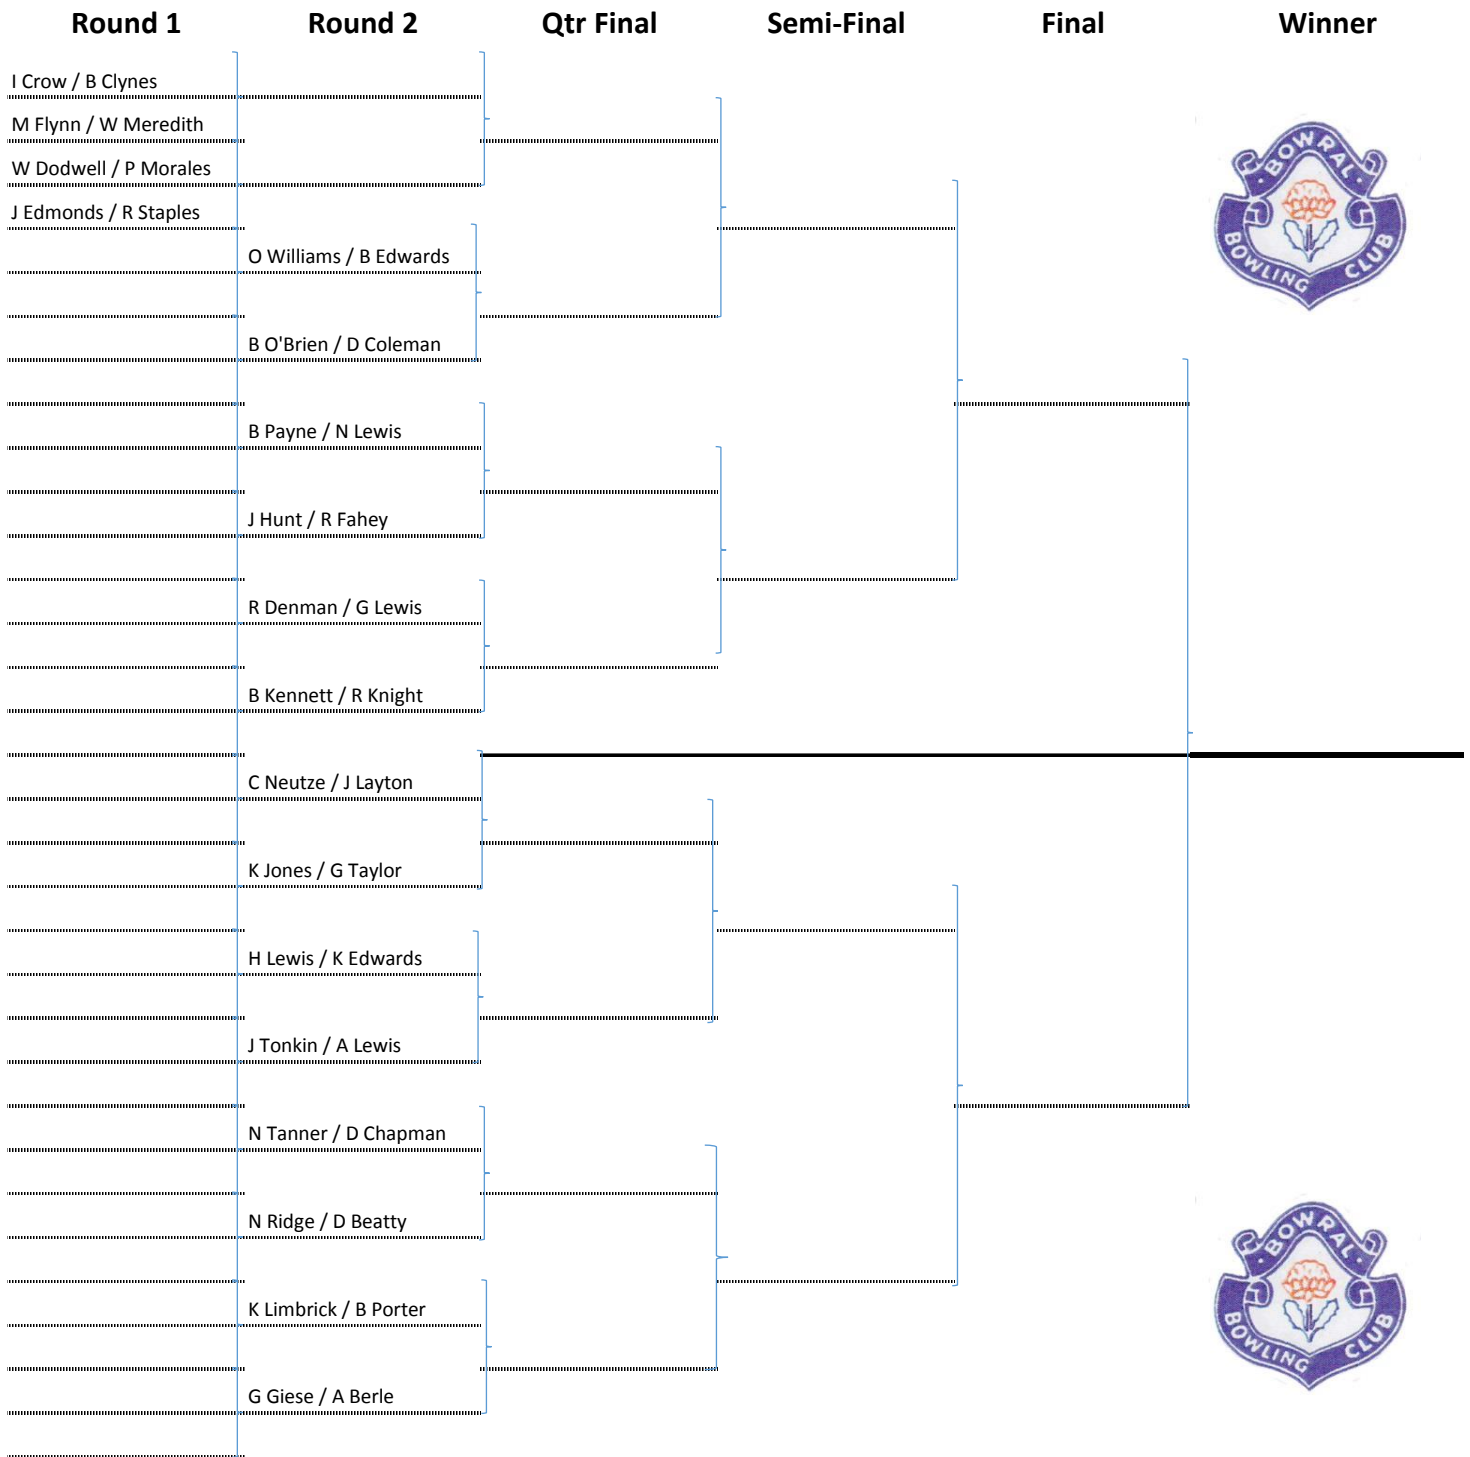 Round 1 Round 2 Qtr Final Semi-Final Final Winner
I Crow / B Clynes
M Flynn / W Meredith
W Dodwell / P Morales
J Edmonds / R Staples
O Williams / B Edwards
B O'Brien / D Coleman
B Payne / N Lewis
J Hunt / R Fahey
R Denman / G Lewis
B Kennett / R Knight
C Neutze / J Layton
K Jones / G Taylor
H Lewis / K Edwards
J Tonkin / A Lewis
N Tanner / D Chapman
N Ridge / D Beatty
K Limbrick / B Porter
G Giese / A Berle
· BOWRAL ·
BOWLING CLUB
· BOWRAL ·
BOWLING CLUB